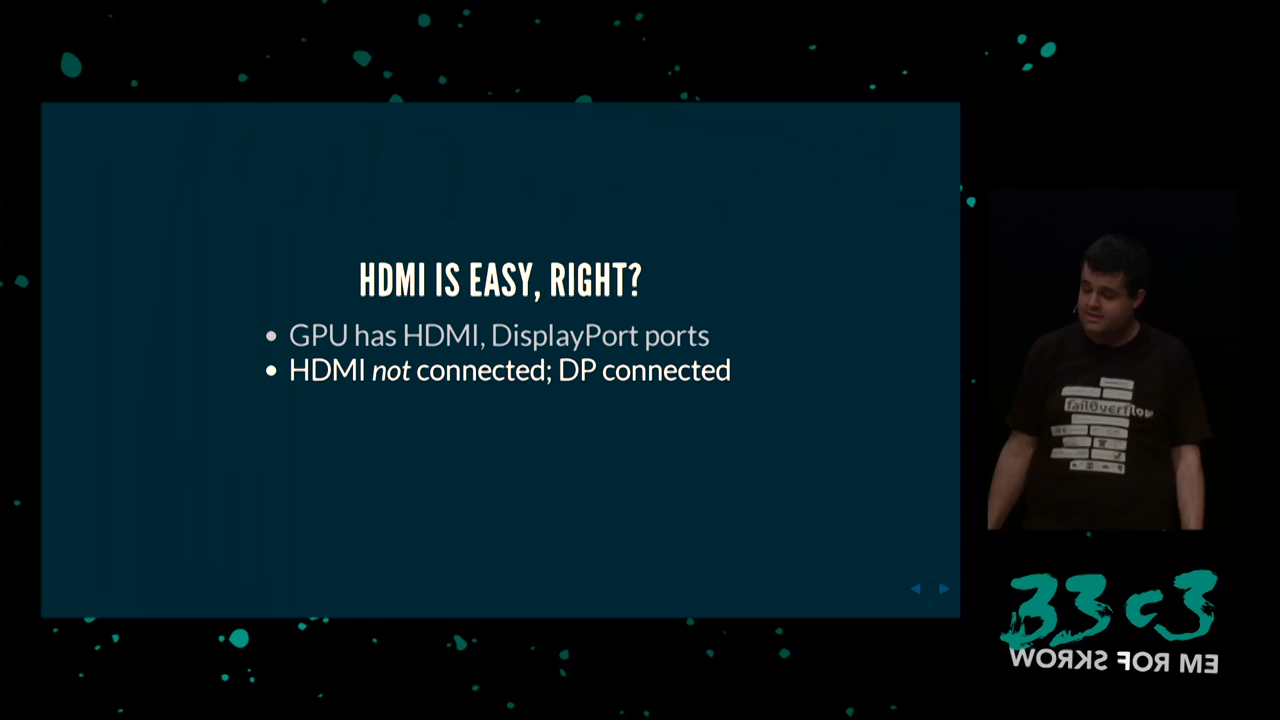 HDMI IS EASY, RIGHT?
• GPU has HDMI, DisplayPort ports
• HDMI not connected; DP connected
fail0verflow
33c3
WORKS FOR ME